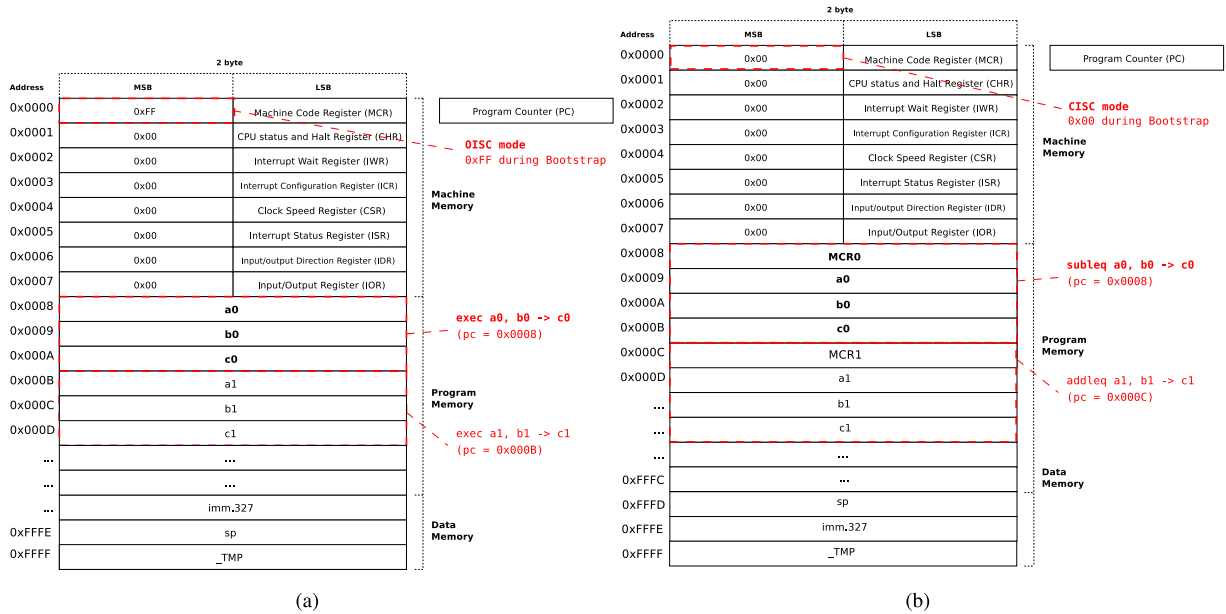 2 byte
Address MSB LSB
0x0000 0xFF Machine Code Register (MCR) Program Counter (PC)
0x0001 0x00 CPU status and Halt Register (CHR) OISC mode
0xFF during Bootstrap
0x0002 0x00 Interrupt Wait Register (IWR)
0x0003 0x00 Interrupt Configuration Register (ICR) Machine
Memory
0x0004 0x00 Clock Speed Register (CSR)
0x0005 0x00 Interrupt Status Register (ISR)
0x0006 0x00 Input/output Direction Register (IDR)
0x0007 0x00 Input/Output Register (IOR)
0x0008 a0
0x0009 b0 exec a0, b0 -> c0
(pc = 0x0008)
0x000A c0
0x000B a1 Program
Memory
0x000C b1
0x000D c1 exec a1, b1 -> c1
(pc = 0x000B)
... ...
... ...
... imm.327
0xFFFE sp Data
Memory
0xFFFF _TMP
(a)
2 byte
Address MSB LSB
0x0000 0x00 Machine Code Register (MCR) Program Counter (PC)
0x0001 0x00 CPU status and Halt Register (CHR)
0x0002 0x00 Interrupt Wait Register (IWR) CISC mode
0x00 during Bootstrap
0x0003 0x00 Interrupt Configuration Register (ICR) Machine
Memory
0x0004 0x00 Clock Speed Register (CSR)
0x0005 0x00 Interrupt Status Register (ISR)
0x0006 0x00 Input/output Direction Register (IDR)
0x0007 0x00 Input/Output Register (IOR)
0x0008 MCR0
0x0009 a0 subleq a0, b0 -> c0
(pc = 0x0008)
0x000A b0
0x000B c0 Program
Memory
0x000C MCR1
0x000D a1 addleq a1, b1 -> c1
(pc = 0x000C)
... b1
... c1
... Data
Memory
0xFFFC ...
0xFFFD sp
0xFFFE imm.327
0xFFFF _TMP
(b)